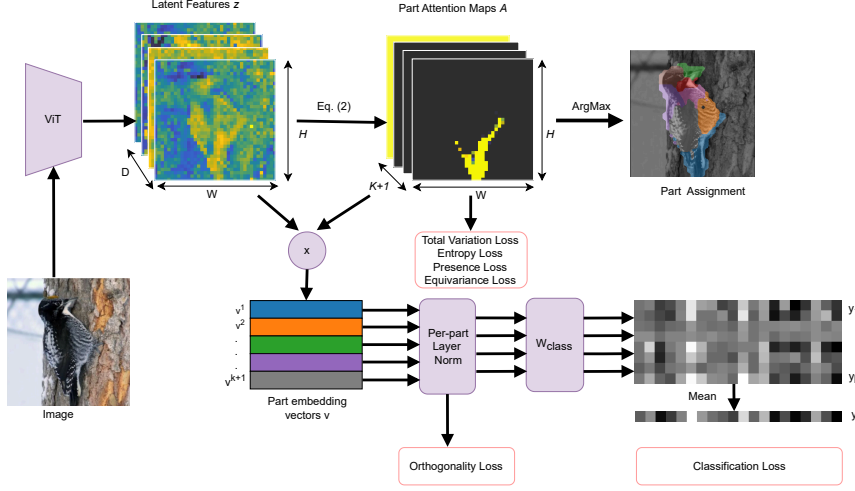 Latent Features z
Part Attention Maps A
ViT
Eq. (2)
ArgMax
H
H
D
W
K+1
W
Part Assignment
x
Total Variation Loss
Entropy Loss
Presence Loss
Equivariance Loss
Image
v1
v2
.
.
.
vk+1
Part embedding
vectors v
Per-part
Layer
Norm
Wclass
y
y
Mean
y
Orthogonality Loss
Classification Loss